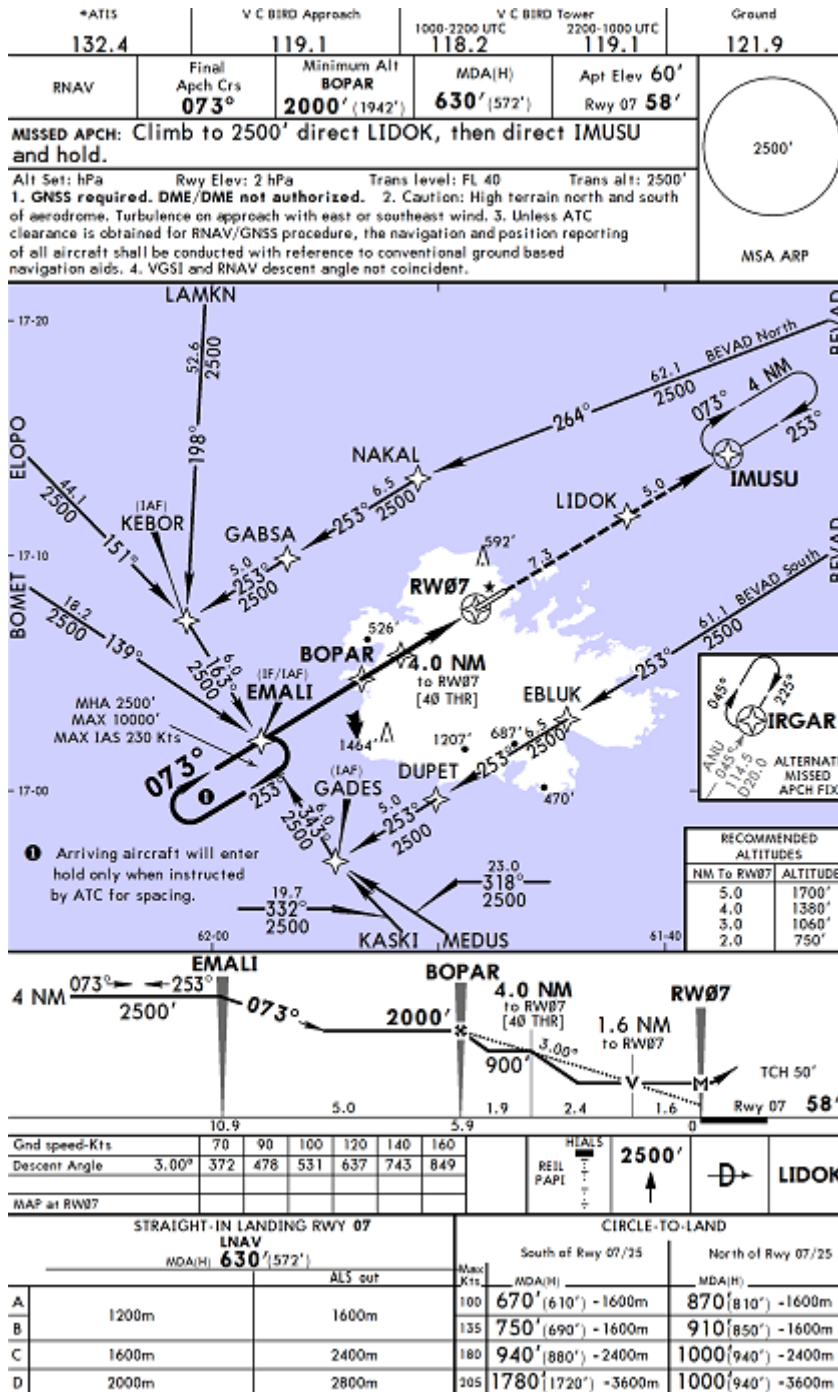 *ATIS V C BIRD Approach V C BIRD Tower Ground
1000-2200 UTC 2200-1000 UTC
132.4 119.1 118.2 119.1 121.9
RNAV
Final
Apch Crs
073°
Minimum Alt
BOPAR
2000' (1942')
MDA(H)
630' (572')
Apt Elev 60'
Rwy 07 58'
MISSED APCH: Climb to 2500' direct LIDOK, then direct IMUSU
and hold.
2500'
MSA ARP
Alt Set: hPa Rwy Elev: 2 hPa Trans level: FL 40 Trans alt: 2500'
1. GNSS required. DME/DME not authorized. 2. Caution: High terrain north and south
of aerodrome. Turbulence on approach with east or southeast wind. 3. Unless ATC
clearance is obtained for RNAV/GNSS procedure, the navigation and position reporting
of all aircraft shall be conducted with reference to conventional ground based
navigation aids. 4. VGSI and RNAV descent angle not coincident.
LAMKN
17-20
BEVAD
BEVAD North
62.1
2500
264°
52.6
2500
198°
073° 4 NM
253°
IMUSU
ELOPO
44.1
2500
151°
(IAF)
KEBOR
NAKAL
6.5
253°
2500
GABSA
5.0
253°
2500
LIDOK
5.0
7.3
592'
17-10
BOMET
18.2
2500
139°
RWØ7
BEVAD
BEVAD South
61.1
2500
253°
526'
BOPAR
6.0
163°
2500
(IF/IAF)
EMALI
4.0 NM
to RWØ7
[4Ø THR]
MHA 2500'
MAX 10000'
MAX IAS 230 Kts
EBLUK
6.5
253°
2500
045°
225°
IRGAR
ANU
045°
114.5
D20.0
ALTERNATE
MISSED
APCH FIX
1464'
1207'
687'
470'
073°
253°
17-00
(IAF)
GADES
6.0
343°
2500
DUPET
5.0
253°
2500
1 Arriving aircraft will enter
hold only when instructed
by ATC for spacing.
19.7
332°
2500
23.0
318°
2500
KASKI MEDUS
62-00
61-40
RECOMMENDED
ALTITUDES
NM To RWØ7 ALTITUDE
5.0 1700'
4.0 1380'
3.0 1060'
2.0 750'
EMALI
BOPAR
RWØ7
4 NM 073° 253°
2500'
073°
2000'
4.0 NM
to RWØ7
[4Ø THR]
900'
3.00°
1.6 NM
to RWØ7
V
M
TCH 50'
Rwy 07 58'
5.0 1.9 2.4 1.6
10.9 5.9 0
Gnd speed-Kts 70 90 100 120 140 160
Descent Angle 3.00° 372 478 531 637 743 849
MAP at RWØ7
HIALS
REIL
PAPI
2500'
D
LIDOK
STRAIGHT-IN LANDING RWY 07
LNAV
MDA(H) 630' (572')
ALS out
A
B
1200m 1600m
C 1600m 2400m
D 2000m 2800m
CIRCLE-TO-LAND
South of Rwy 07/25 North of Rwy 07/25
Max
Kts MDA(H) MDA(H)
100 670' (610') -1600m 870' (810') -1600m
135 750' (690') -1600m 910' (850') -1600m
180 940' (880') -2400m 1000' (940') -2400m
205 1780' (1720') -3600m 1000' (940') -3600m